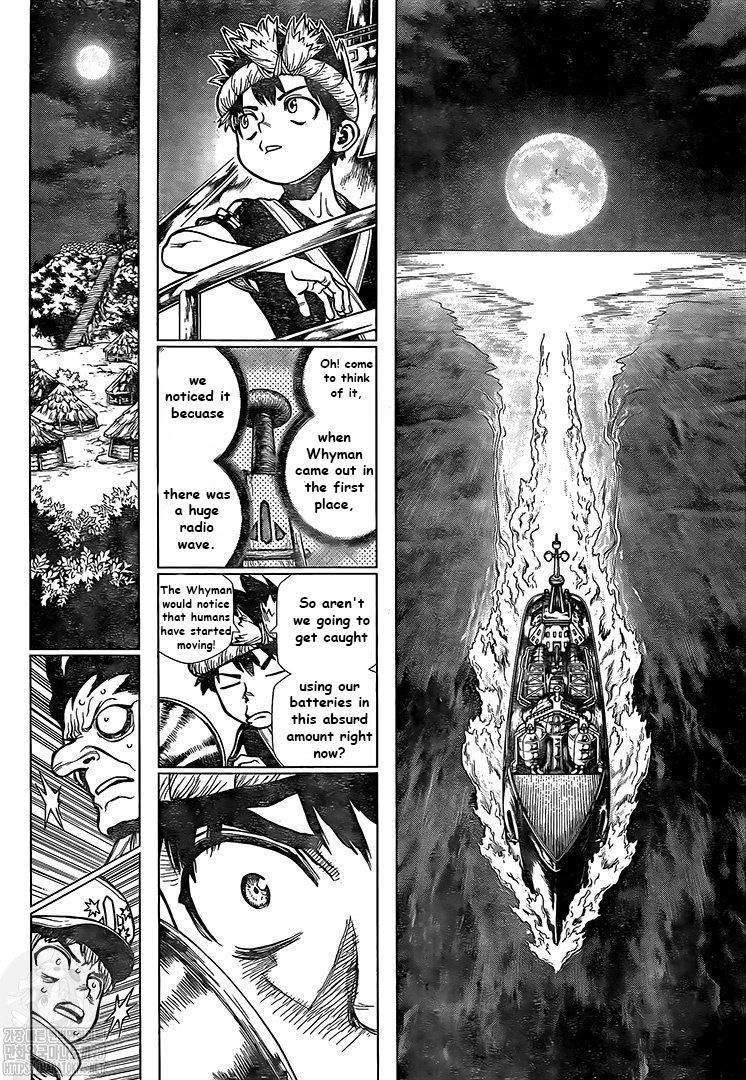 Oh! come
to think
of it,
when
Whyman
came out in
the first
place,
we
noticed it
becuase
there was
a huge
radio
wave.
So aren't
we going to
get caught
using our
batteries in
this absurd
amount right
now?
The Whyman
would notice
that humans
have started
moving!